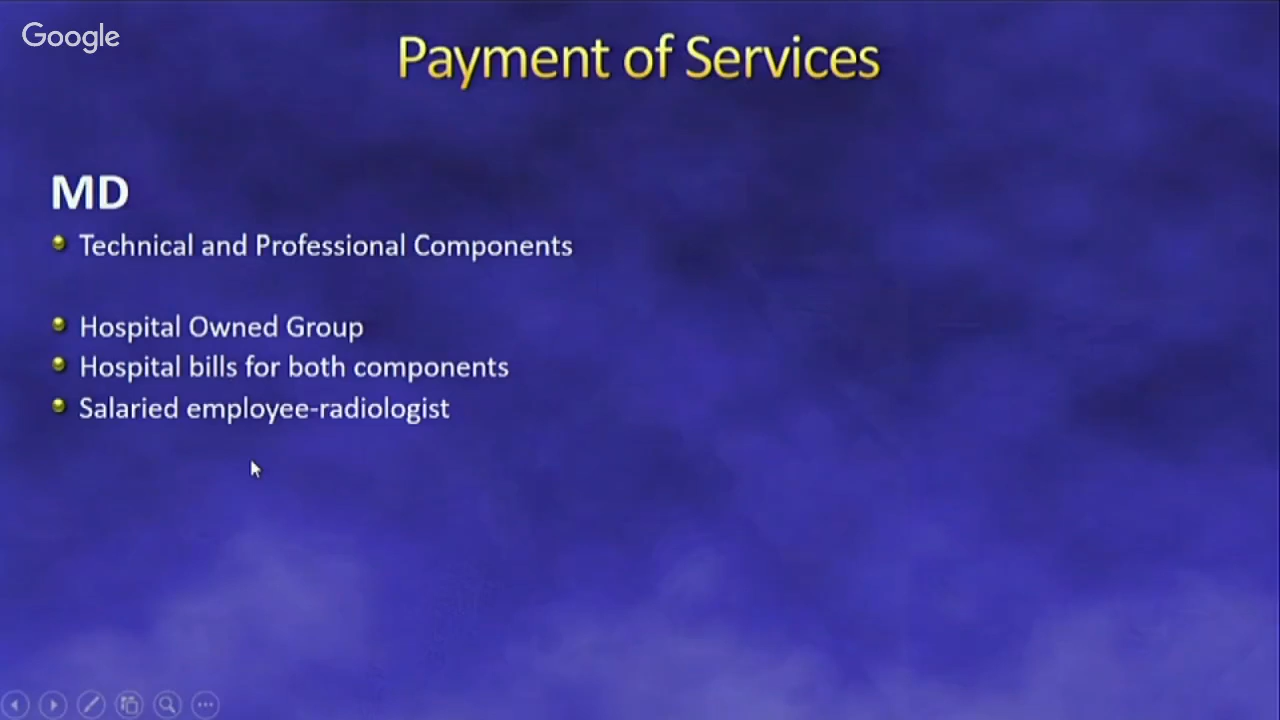 Google
Payment of Services
MD
Technical and Professional Components
Hospital Owned Group
Hospital bills for both components
Salaried employee-radiologist